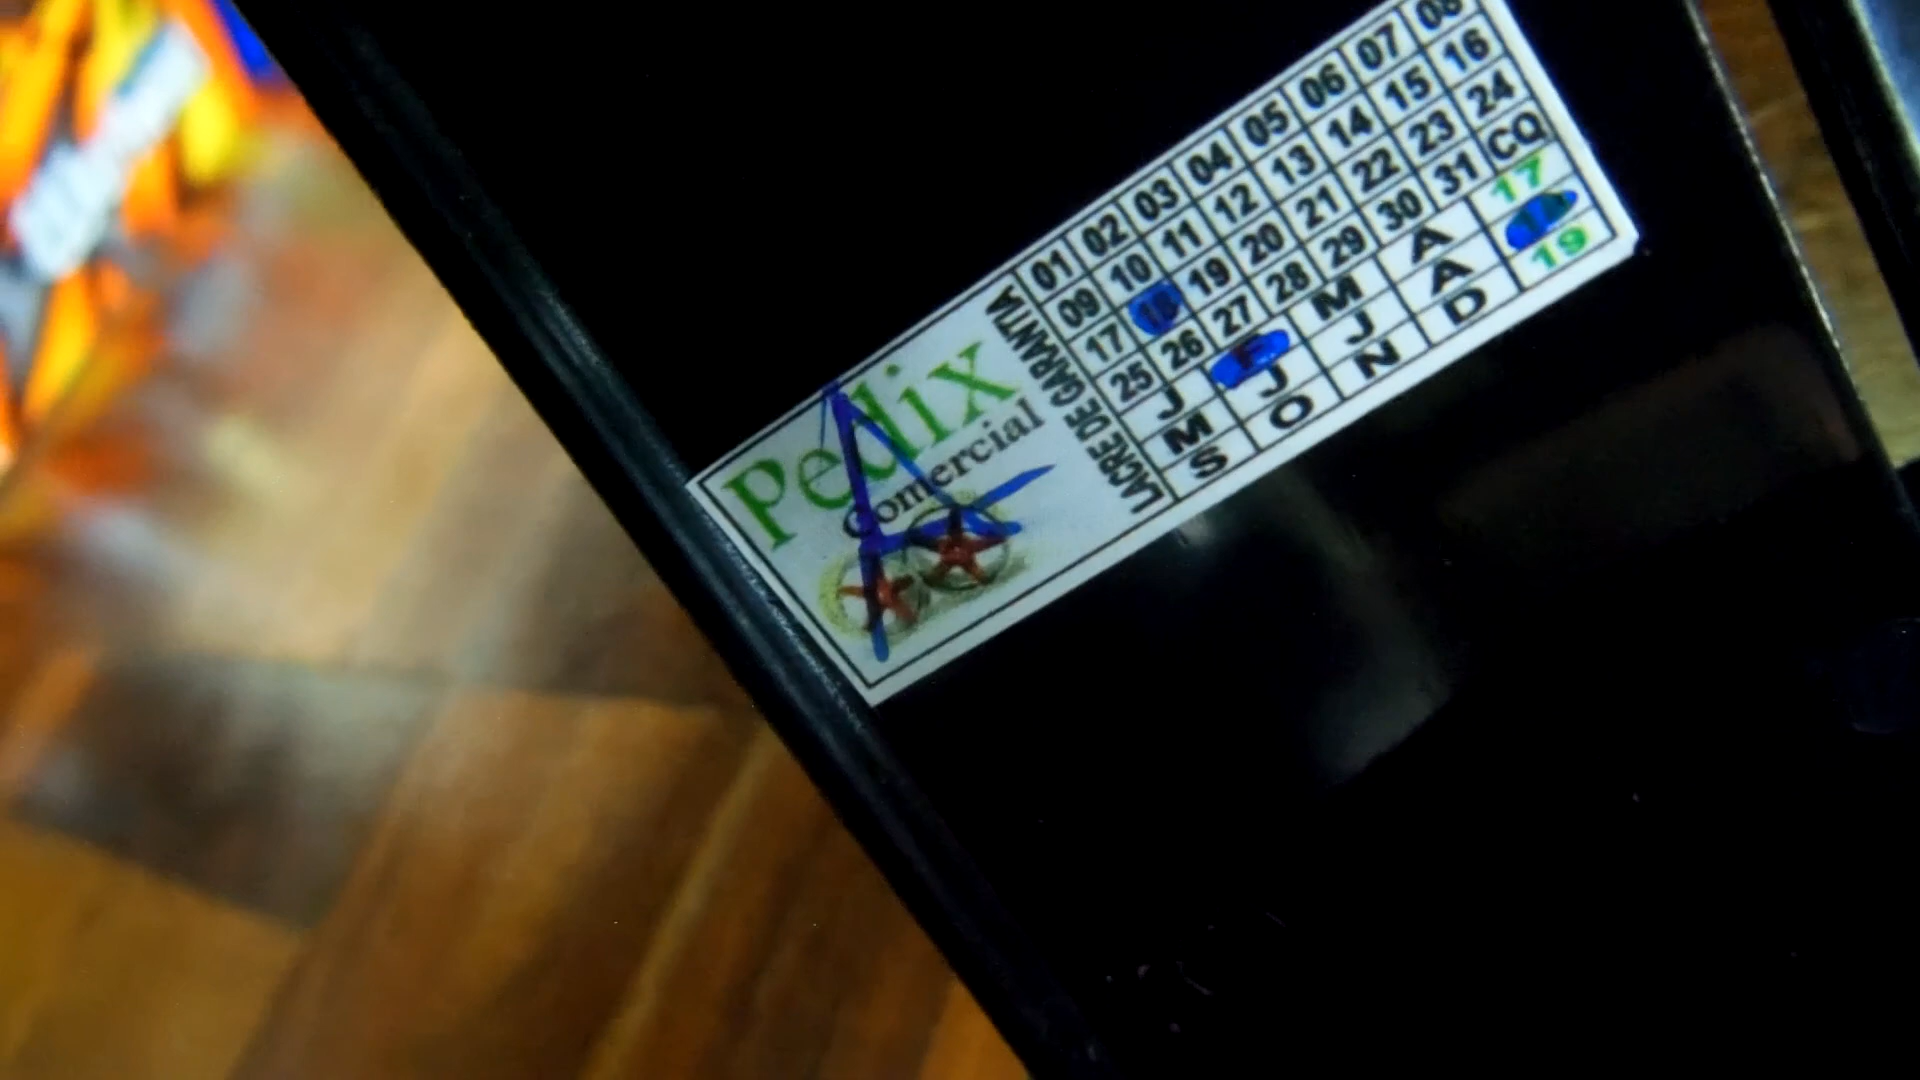 Pedix
Comercial
LACRE DE GARANTIA
01 02 03 04 05 06 07 08
09 10 11 12 13 14 15 16
17 18 19 20 21 22 23 24
25 26 27 28 29 30 31 CQ
J F M A 17
M J J A
S O N D 19